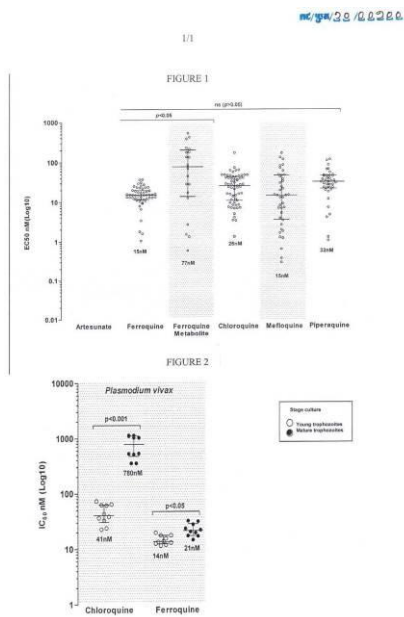 1/1
FIGURE 1
ns (p>0.05)
p<0.05
EC50 nM(Log10)
1000
100
10
1
0.1
0.01
15nM
77nM
26nM
15nM
32nM
Artesunate
Ferroquine
Ferroquine Metabolite
Chloroquine
Mefloquine
Piperaquine
FIGURE 2
Plasmodium vivax
p<0.001
p<0.05
IC50 nM (Log10)
10000
1000
100
10
1
41nM
780nM
14nM
21nM
Chloroquine
Ferroquine
Stage culture
Young trophozoites
Mature trophozoites